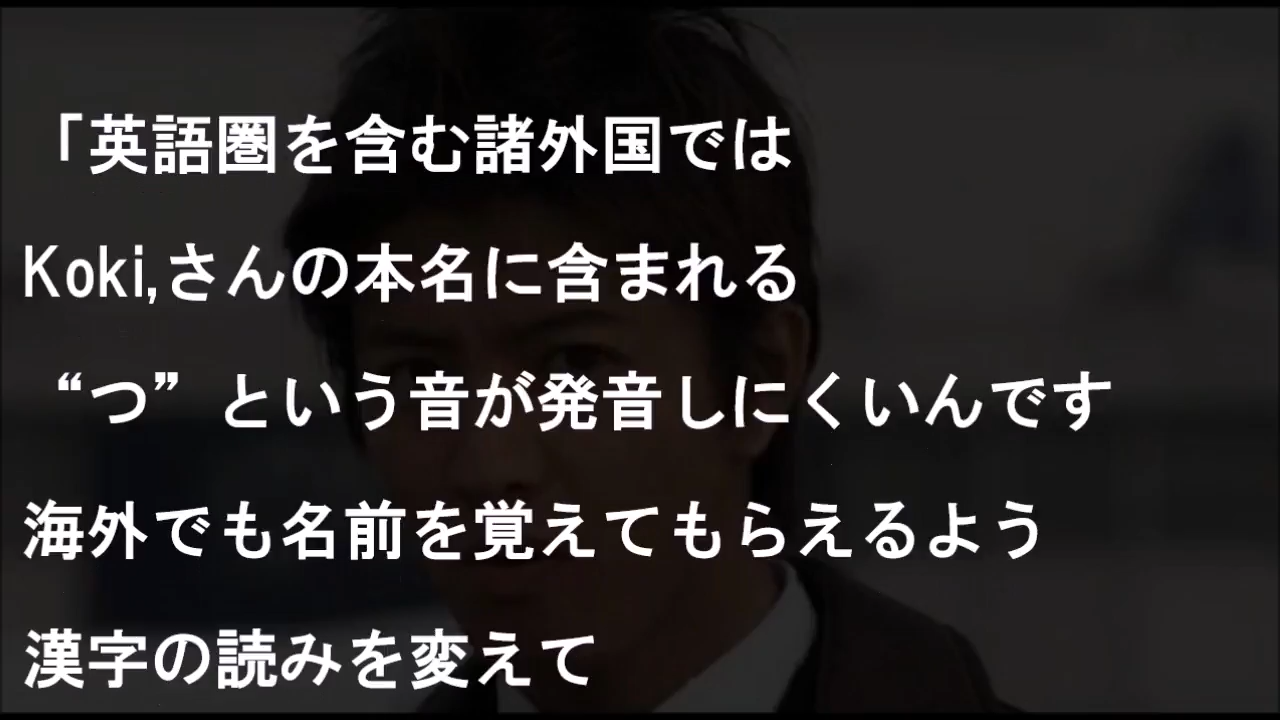 「英語圏を含む諸外国では
Koki,さんの本名に含まれる
“つ”という音が発音しにくいんです
海外でも名前を覚えてもらえるよう
漢字の読みを変えて